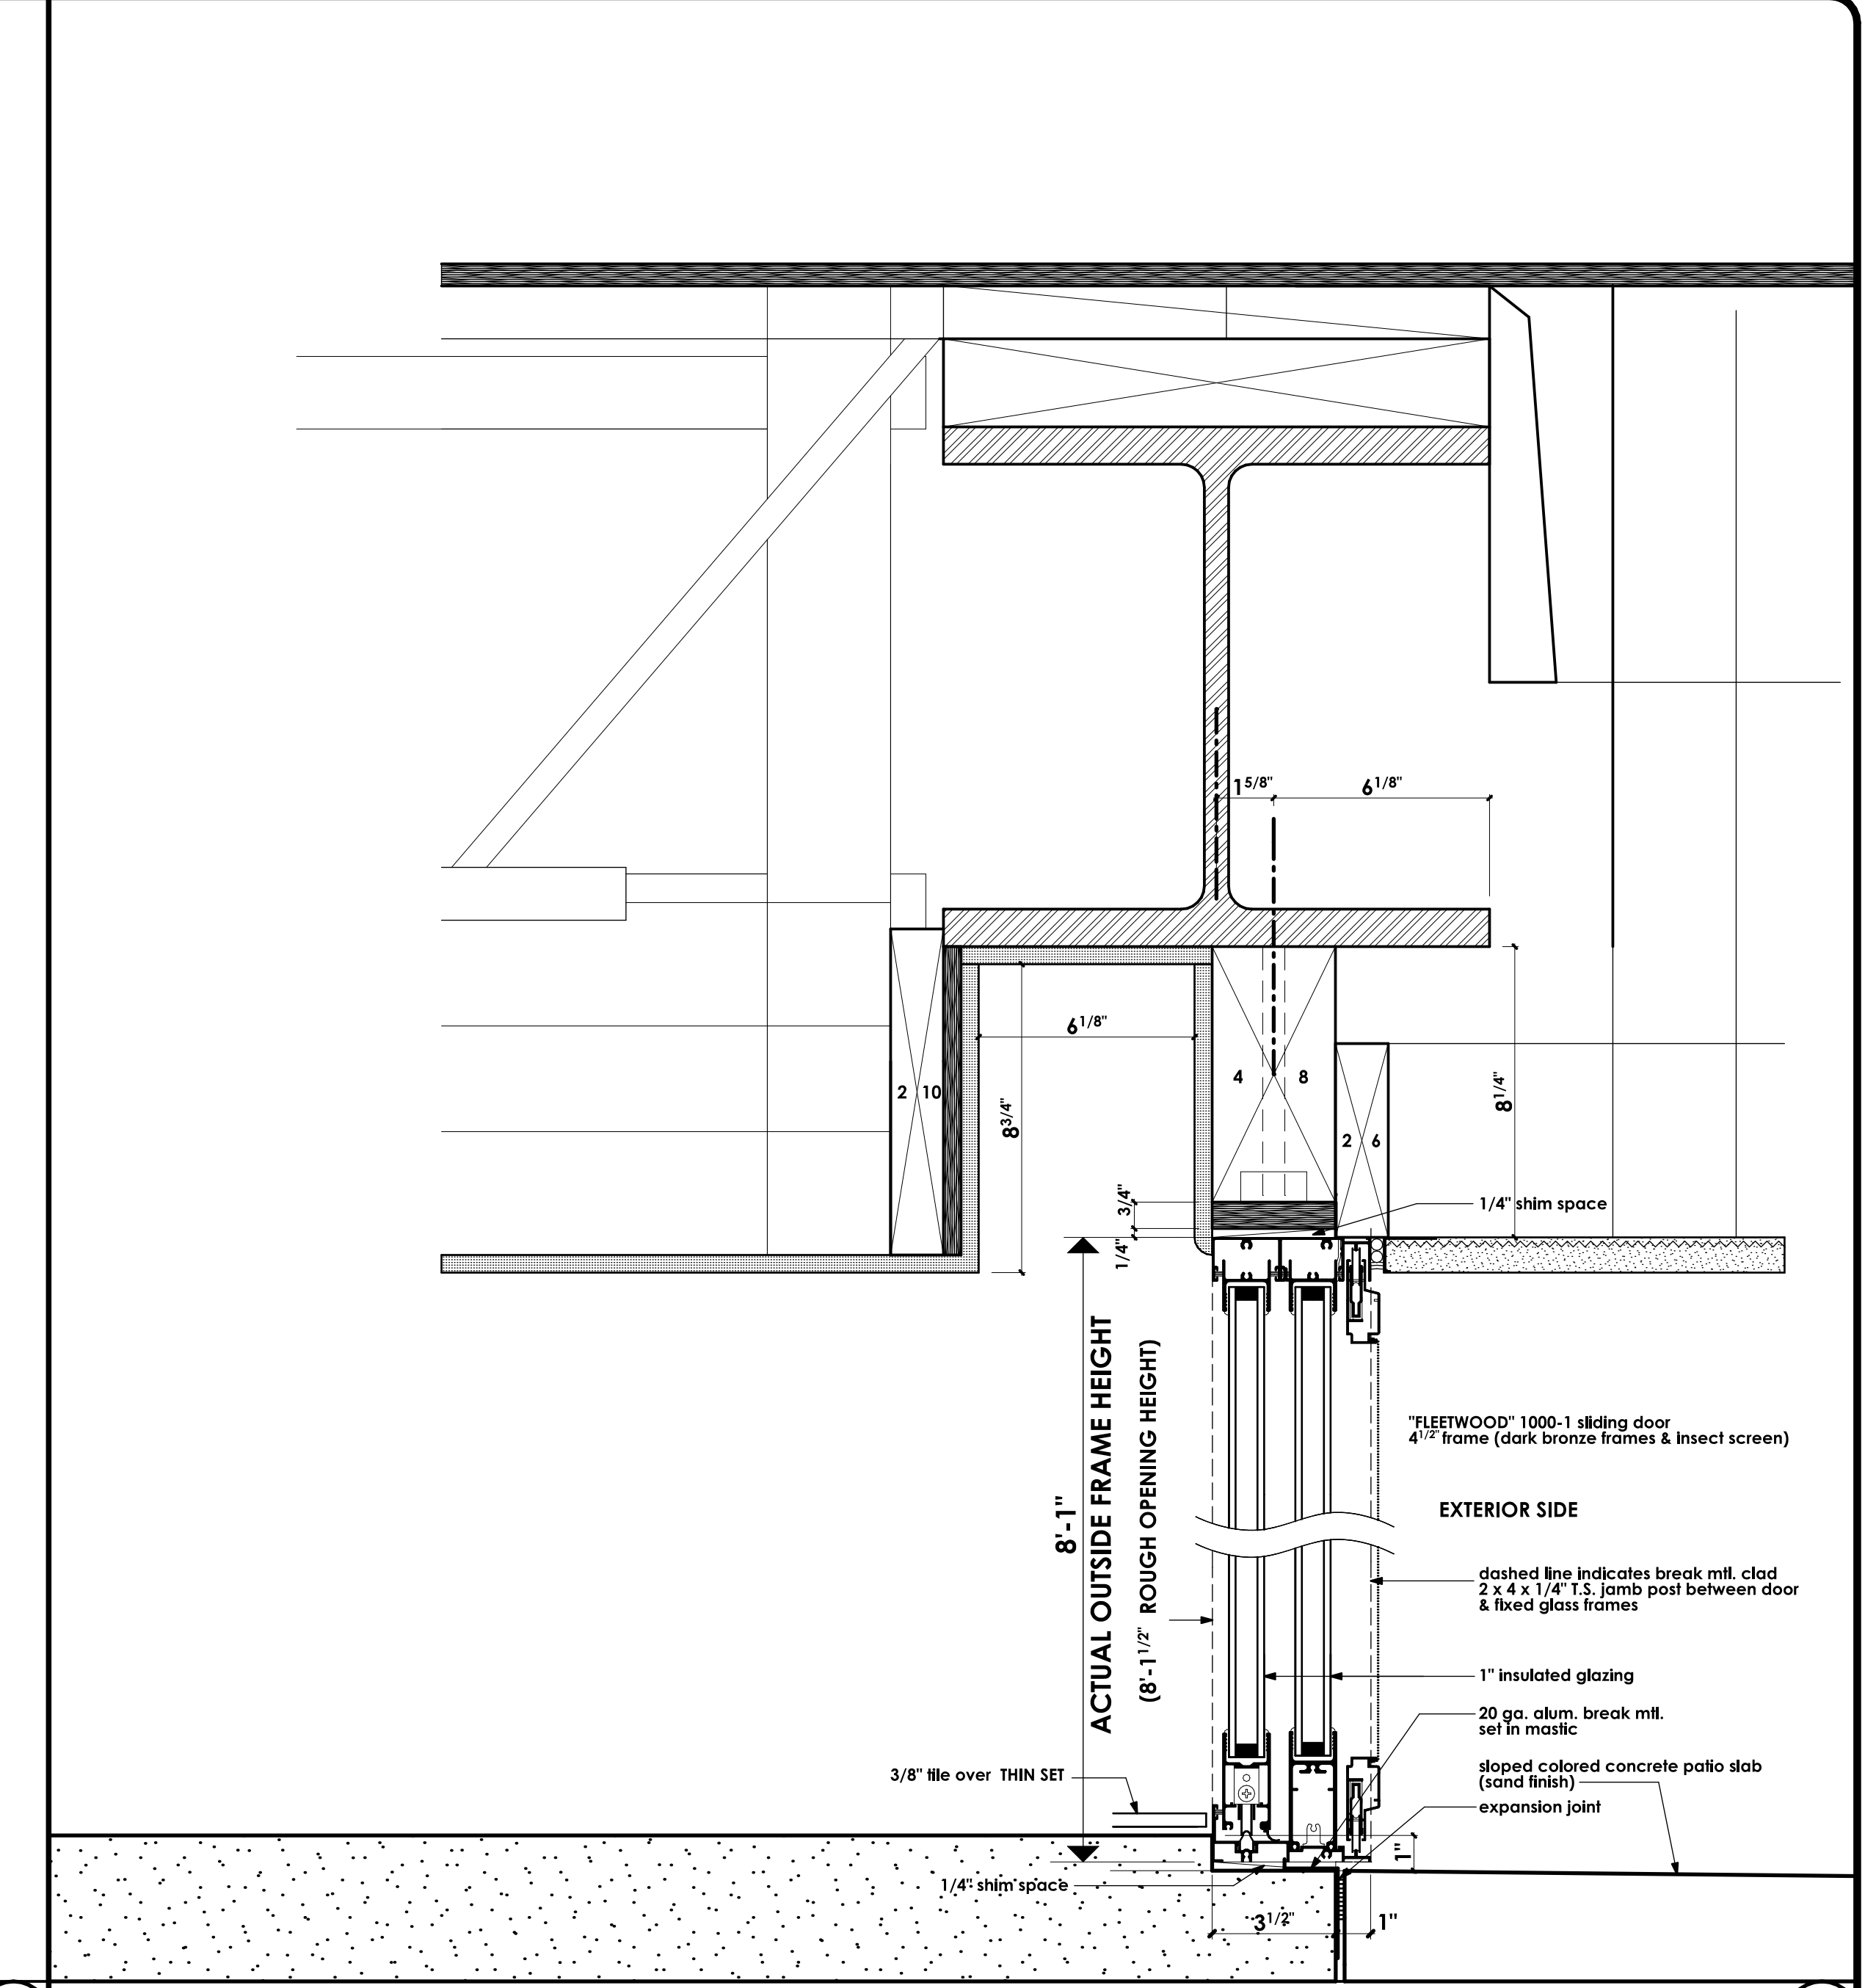 1 5/8"
6 1/8"
6 1/8"
4 8
2 10
8 3/4"
8 1/4"
2 6
3/4"
1/4" shim space
1/4"
"FLEETWOOD" 1000-1 sliding door
4 1/2" frame (dark bronze frames & insect screen)
8'-1"
ACTUAL OUTSIDE FRAME HEIGHT
(8'-1 1/2" ROUGH OPENING HEIGHT)
EXTERIOR SIDE
dashed line indicates break mtl. clad
2 x 4 x 1/4" T.S. jamb post between door
& fixed glass frames
1" insulated glazing
20 ga. alum. break mtl.
set in mastic
sloped colored concrete patio slab
(sand finish)
3/8" tile over THIN SET
expansion joint
1"
1/4" shim space
3 1/2"
1"